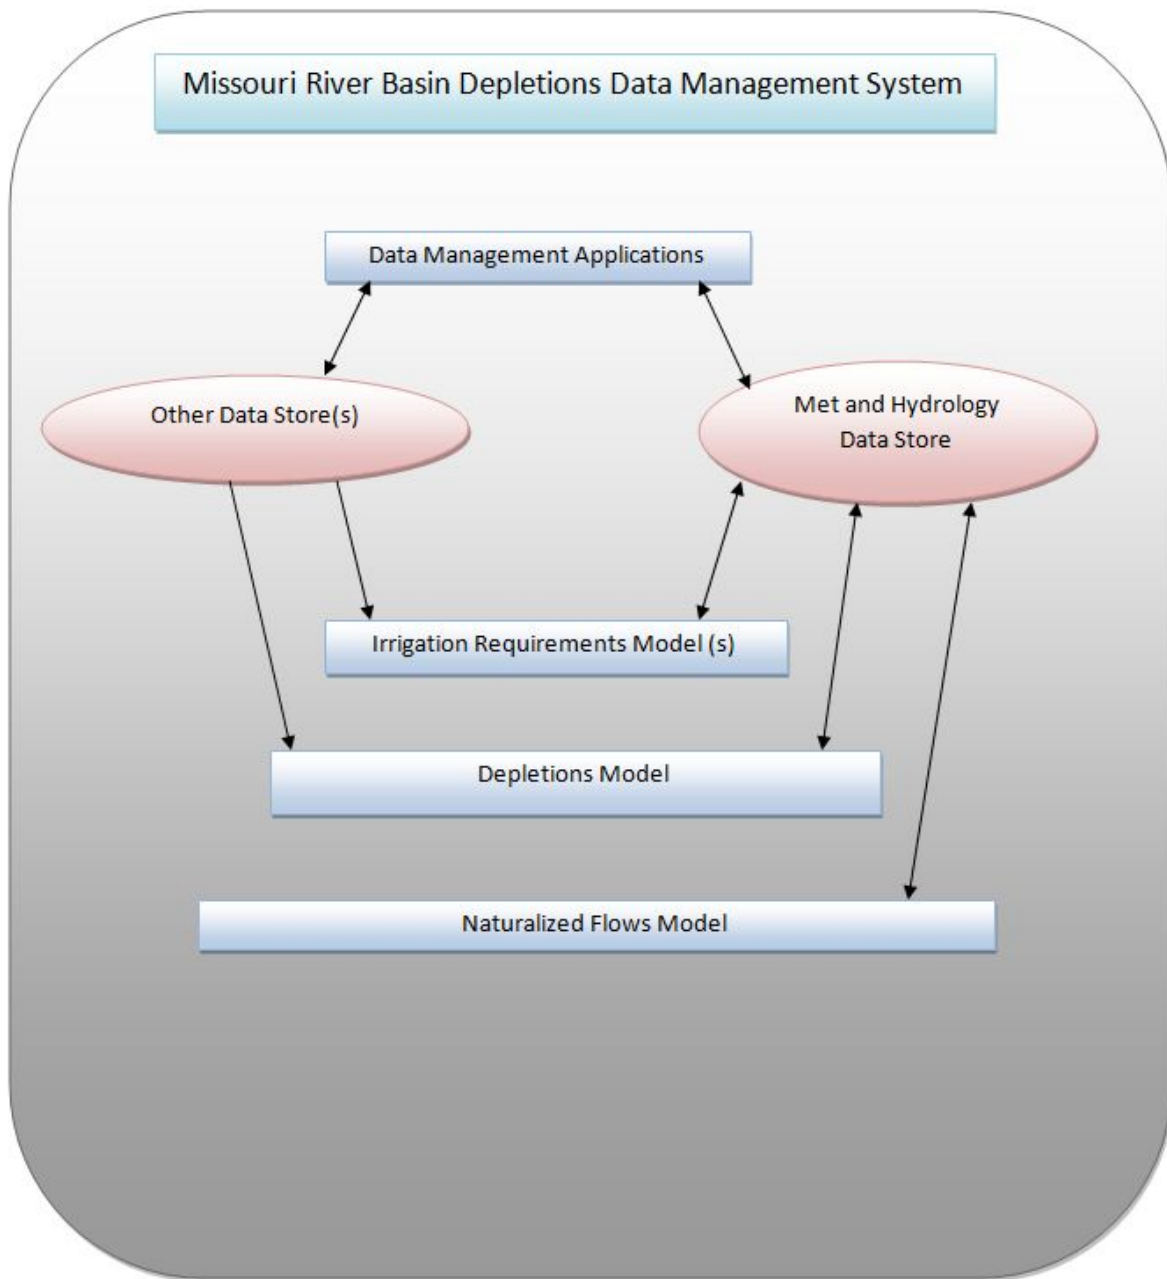 Missouri River Basin Depletions Data Management System
Data Management Applications
Other Data Store(s)
Met and Hydrology
Data Store
Irrigation Requirements Model (s)
Depletions Model
Naturalized Flows Model